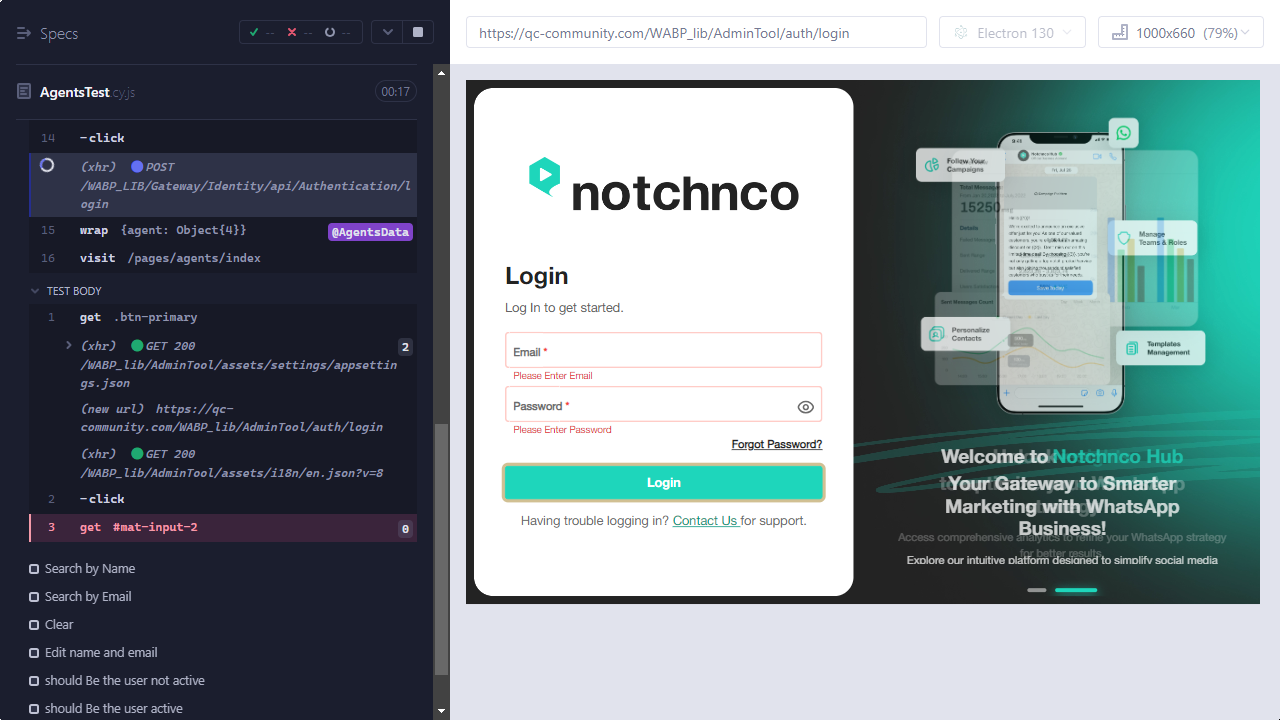 Specs
--
--
--
https://qc-community.com/WABP_lib/AdminTool/auth/login
Electron 130
1000x660 (79%)
AgentsTest.cy.js
00:17
14 -click
(xhr) POST
/WABP_LIB/Gateway/Identity/api/Authentication/l
ogin
15 wrap {agent: Object{4}}
@AgentsData
16 visit /pages/agents/index
TEST BODY
1 get .btn-primary
(xhr) GET 200
2
/WABP_lib/AdminTool/assets/settings/appsettin
gs.json
(new url) https://qc-
community.com/WABP_lib/AdminTool/auth/login
(xhr) GET 200
/WABP_lib/AdminTool/assets/i18n/en.json?v=8
2 -click
3 get #mat-input-2
0
Search by Name
Search by Email
Clear
Edit name and email
should Be the user not active
should Be the user active
notchnco
Login
Log In to get started.
Email *
Please Enter Email
Password *
Please Enter Password
Forgot Password?
Login
Having trouble logging in? Contact Us for support.
Follow Your
Campaigns
Total Messages
15250
Details
Manage
Teams & Roles
Sent Messages Count
Personalize
Contacts
Templates
Management
Welcome to Notchnco Hub
Your Gateway to Smarter
Marketing with WhatsApp
Business!
Access comprehensive analytics to refine your WhatsApp strategy
for better results.
Explore our intuitive platform designed to simplify social media